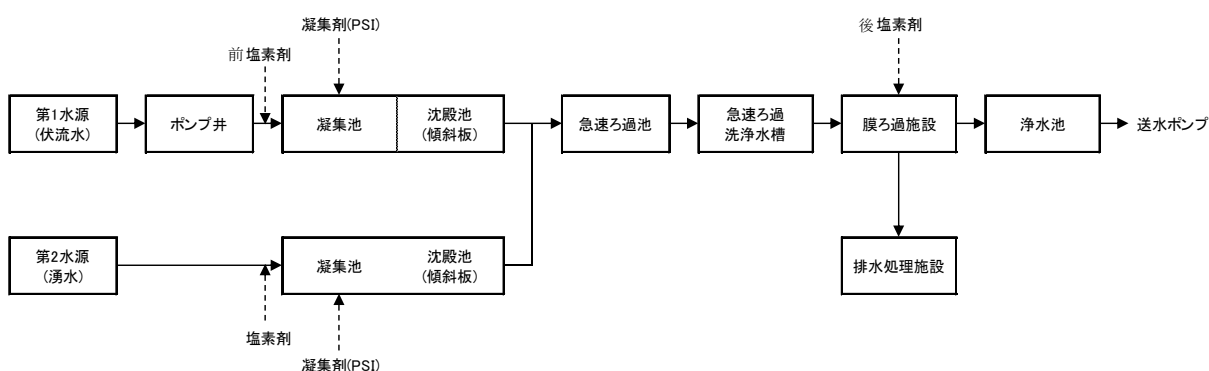 凝集剤(PSI)
後塩素剤
前塩素剤
第1水源
(伏流水)
ポンプ井
凝集池
沈殿池
(傾斜板)
急速ろ過池
急速ろ過
洗浄水槽
膜ろ過施設
浄水池
送水ポンプ
第2水源
(湧水)
凝集池
沈殿池
(傾斜板)
排水処理施設
塩素剤
凝集剤(PSI)